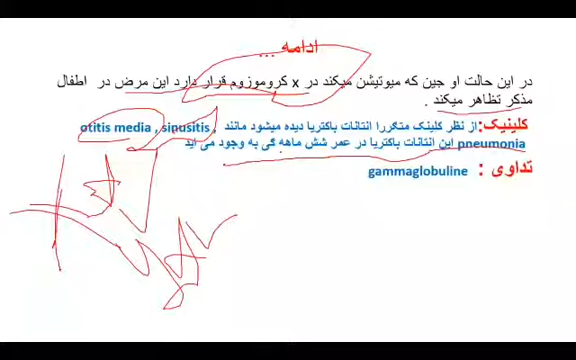 ادامه ...
در این حالت او جین که میوتیشن میکند در x کروموزوم قرار دارد این مرض در اطفال
مذکر تظاهر میکند .
کلینیک: از نظر کلینک متکررا انتانات باکتریا دیده میشود مانند , otitis media , sinusitis
pneumonia این انتانات باکتریا در عمر شش ماهه گی به وجود می اید
تداوی : gammaglobuline